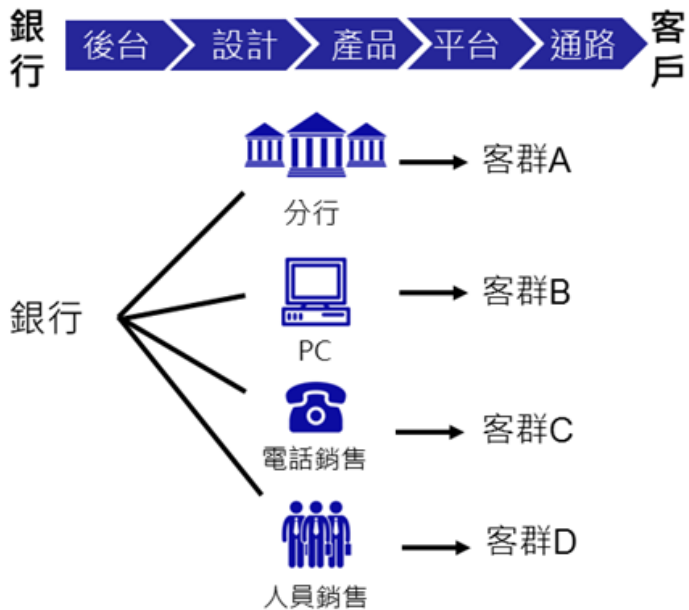 銀行
後台
設計
產品
平台
通路
客戶
分行
客群A
PC
客群B
銀行
電話銷售
客群C
人員銷售
客群D